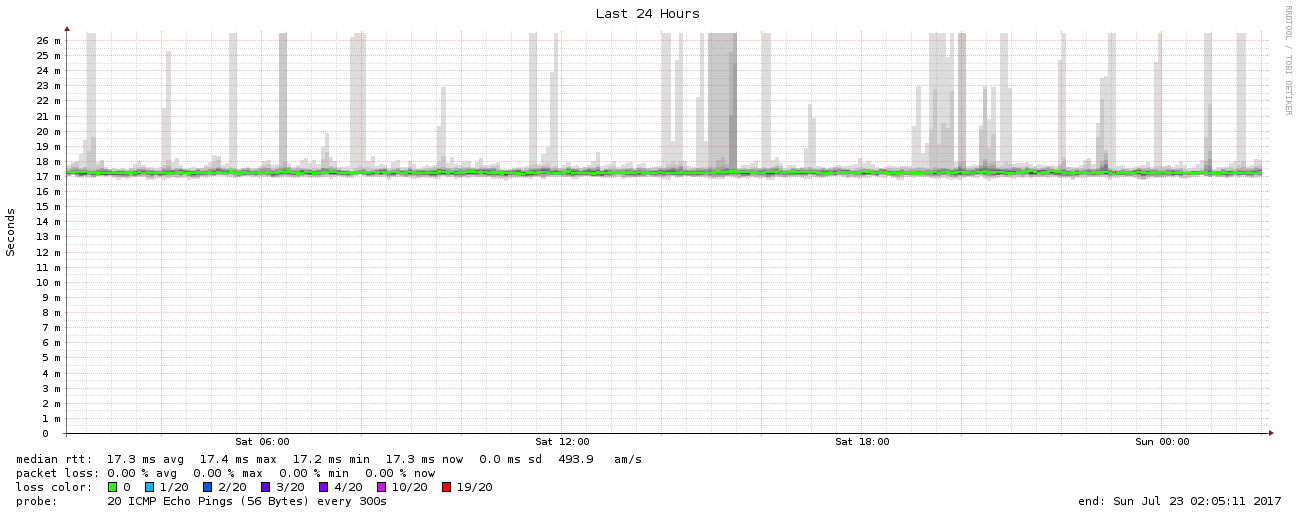 Last 24 Hours
RRDTOOL / TOBI OETIKER
Seconds
26 m
25 m
24 m
23 m
22 m
21 m
20 m
19 m
18 m
17 m
16 m
15 m
14 m
13 m
12 m
11 m
10 m
9 m
8 m
7 m
6 m
5 m
4 m
3 m
2 m
1 m
0
Sat 06:00 Sat 12:00 Sat 18:00 Sun 00:00
median rtt: 17.3 ms avg 17.4 ms max 17.2 ms min 17.3 ms now 0.0 ms sd 493.9 am/s
packet loss: 0.00 % avg 0.00 % max 0.00 % min 0.00 % now
loss color: 0 1/20 2/20 3/20 4/20 10/20 19/20
probe: 20 ICMP Echo Pings (56 Bytes) every 300s end: Sun Jul 23 02:05:11 2017